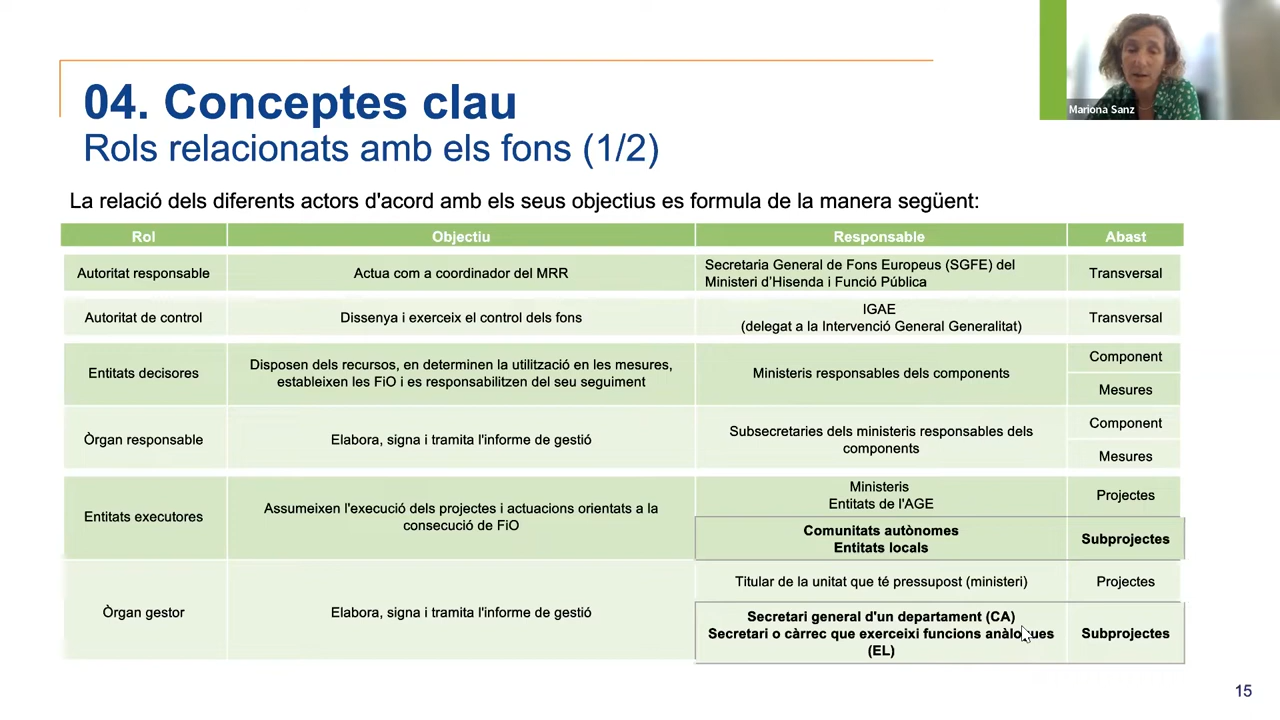 Mariona Sanz
04. Conceptes clau
Rols relacionats amb els fons (1/2)
La relació dels diferents actors d'acord amb els seus objectius es formula de la manera següent:
Rol Objectiu Responsable Abast
Autoritat responsable
Actua com a coordinador del MRR
Secretaria General de Fons Europeus (SGFE) del
Ministeri d'Hisenda i Funció Pública
Transversal
Autoritat de control
Dissenya i exerceix el control dels fons
IGAE
(delegat a la Intervenció General Generalitat)
Transversal
Entitats decisores
Disposen dels recursos, en determinen la utilització en les mesures,
estableixen les FiO i es responsabilitzen del seu seguiment
Ministeris responsables dels components
Component
Mesures
Òrgan responsable
Elabora, signa i tramita l'informe de gestió
Subsecretaries dels ministeris responsables dels
components
Component
Mesures
Entitats executores
Assumeixen l'execució dels projectes i actuacions orientats a la
consecució de FiO
Ministeris
Entitats de l'AGE
Projectes
Comunitats autònomes
Entitats locals
Subprojectes
Òrgan gestor
Elabora, signa i tramita l'informe de gestió
Titular de la unitat que té pressupost (ministeri)
Projectes
Secretari general d'un departament (CA)
Secretari o càrrec que exerceixi funcions anàlogues
(EL)
Subprojectes
15